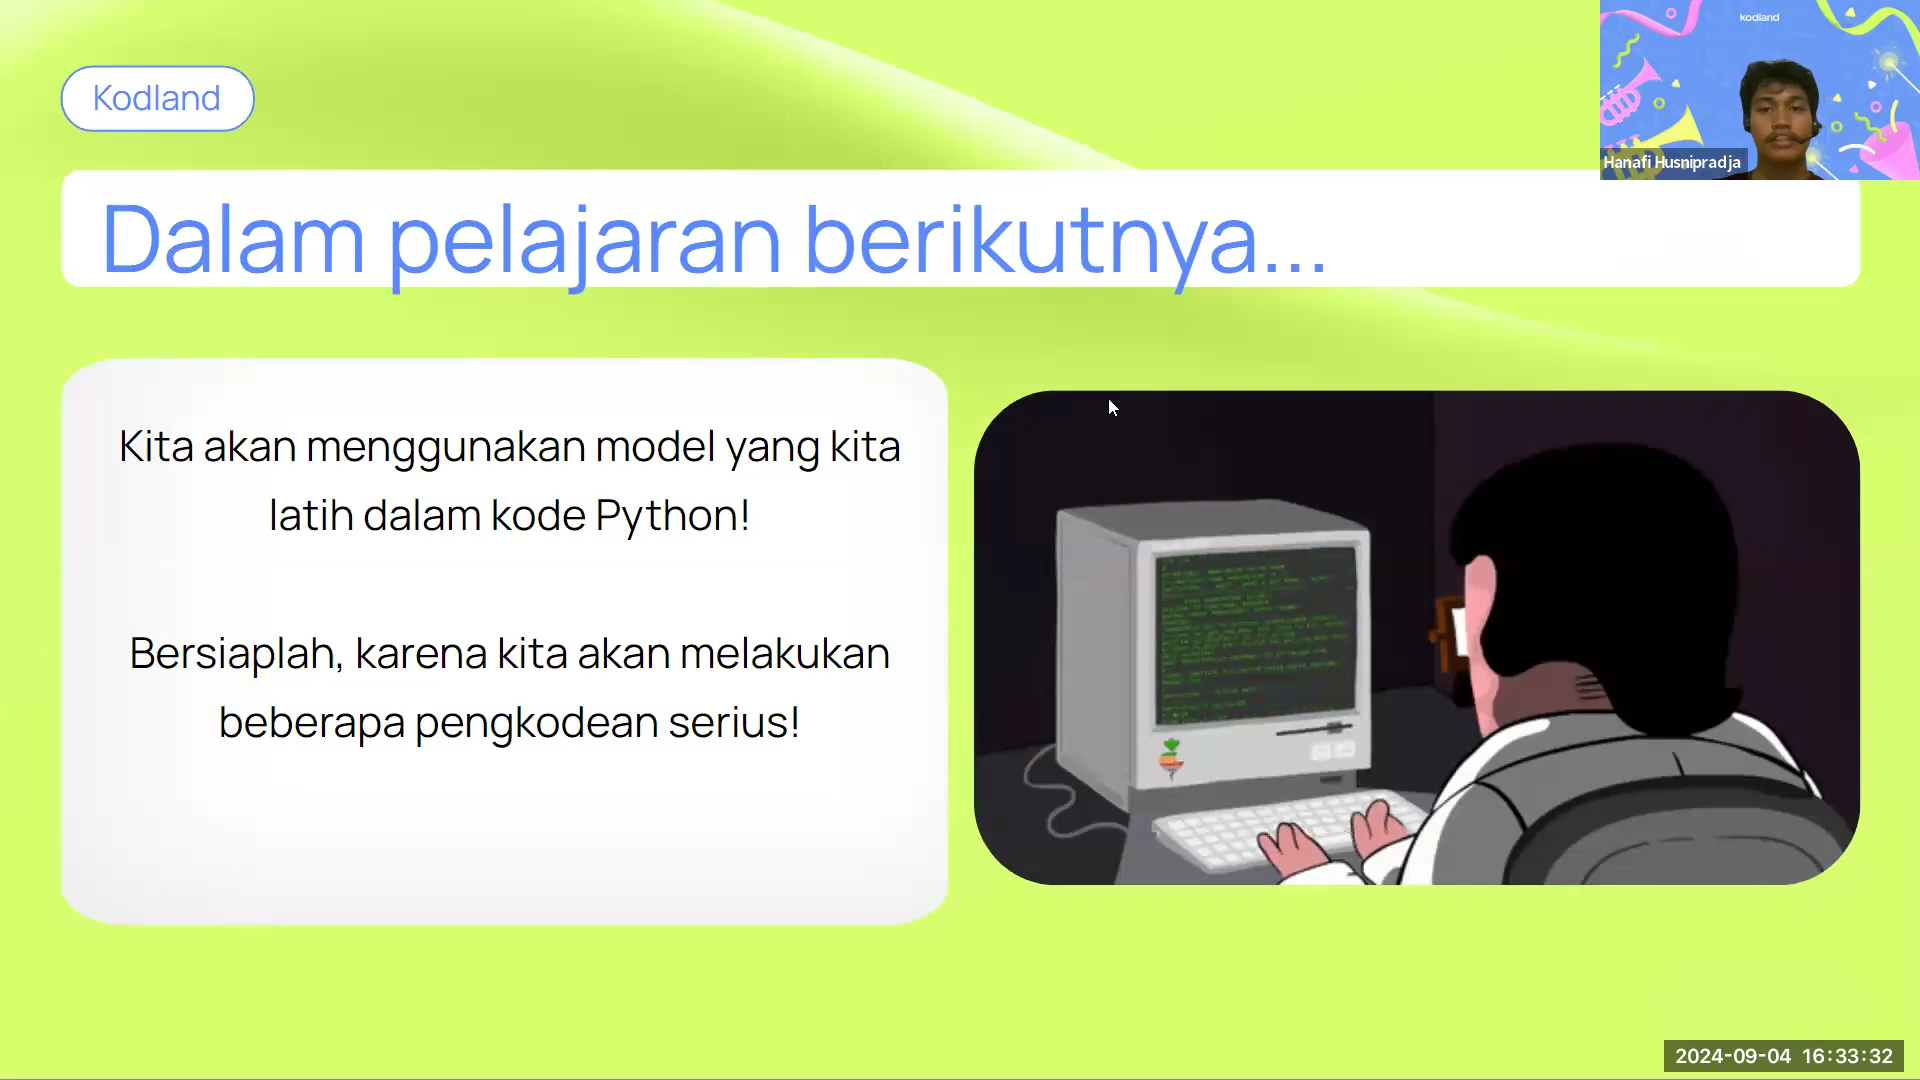 kodland
Hanafi Husnipradja
Kodland
Dalam pelajaran berikutnya...
Kita akan menggunakan model yang kita
latih dalam kode Python!
Bersiaplah, karena kita akan melakukan
beberapa pengkodean serius!
2024-09-04 16:33:32